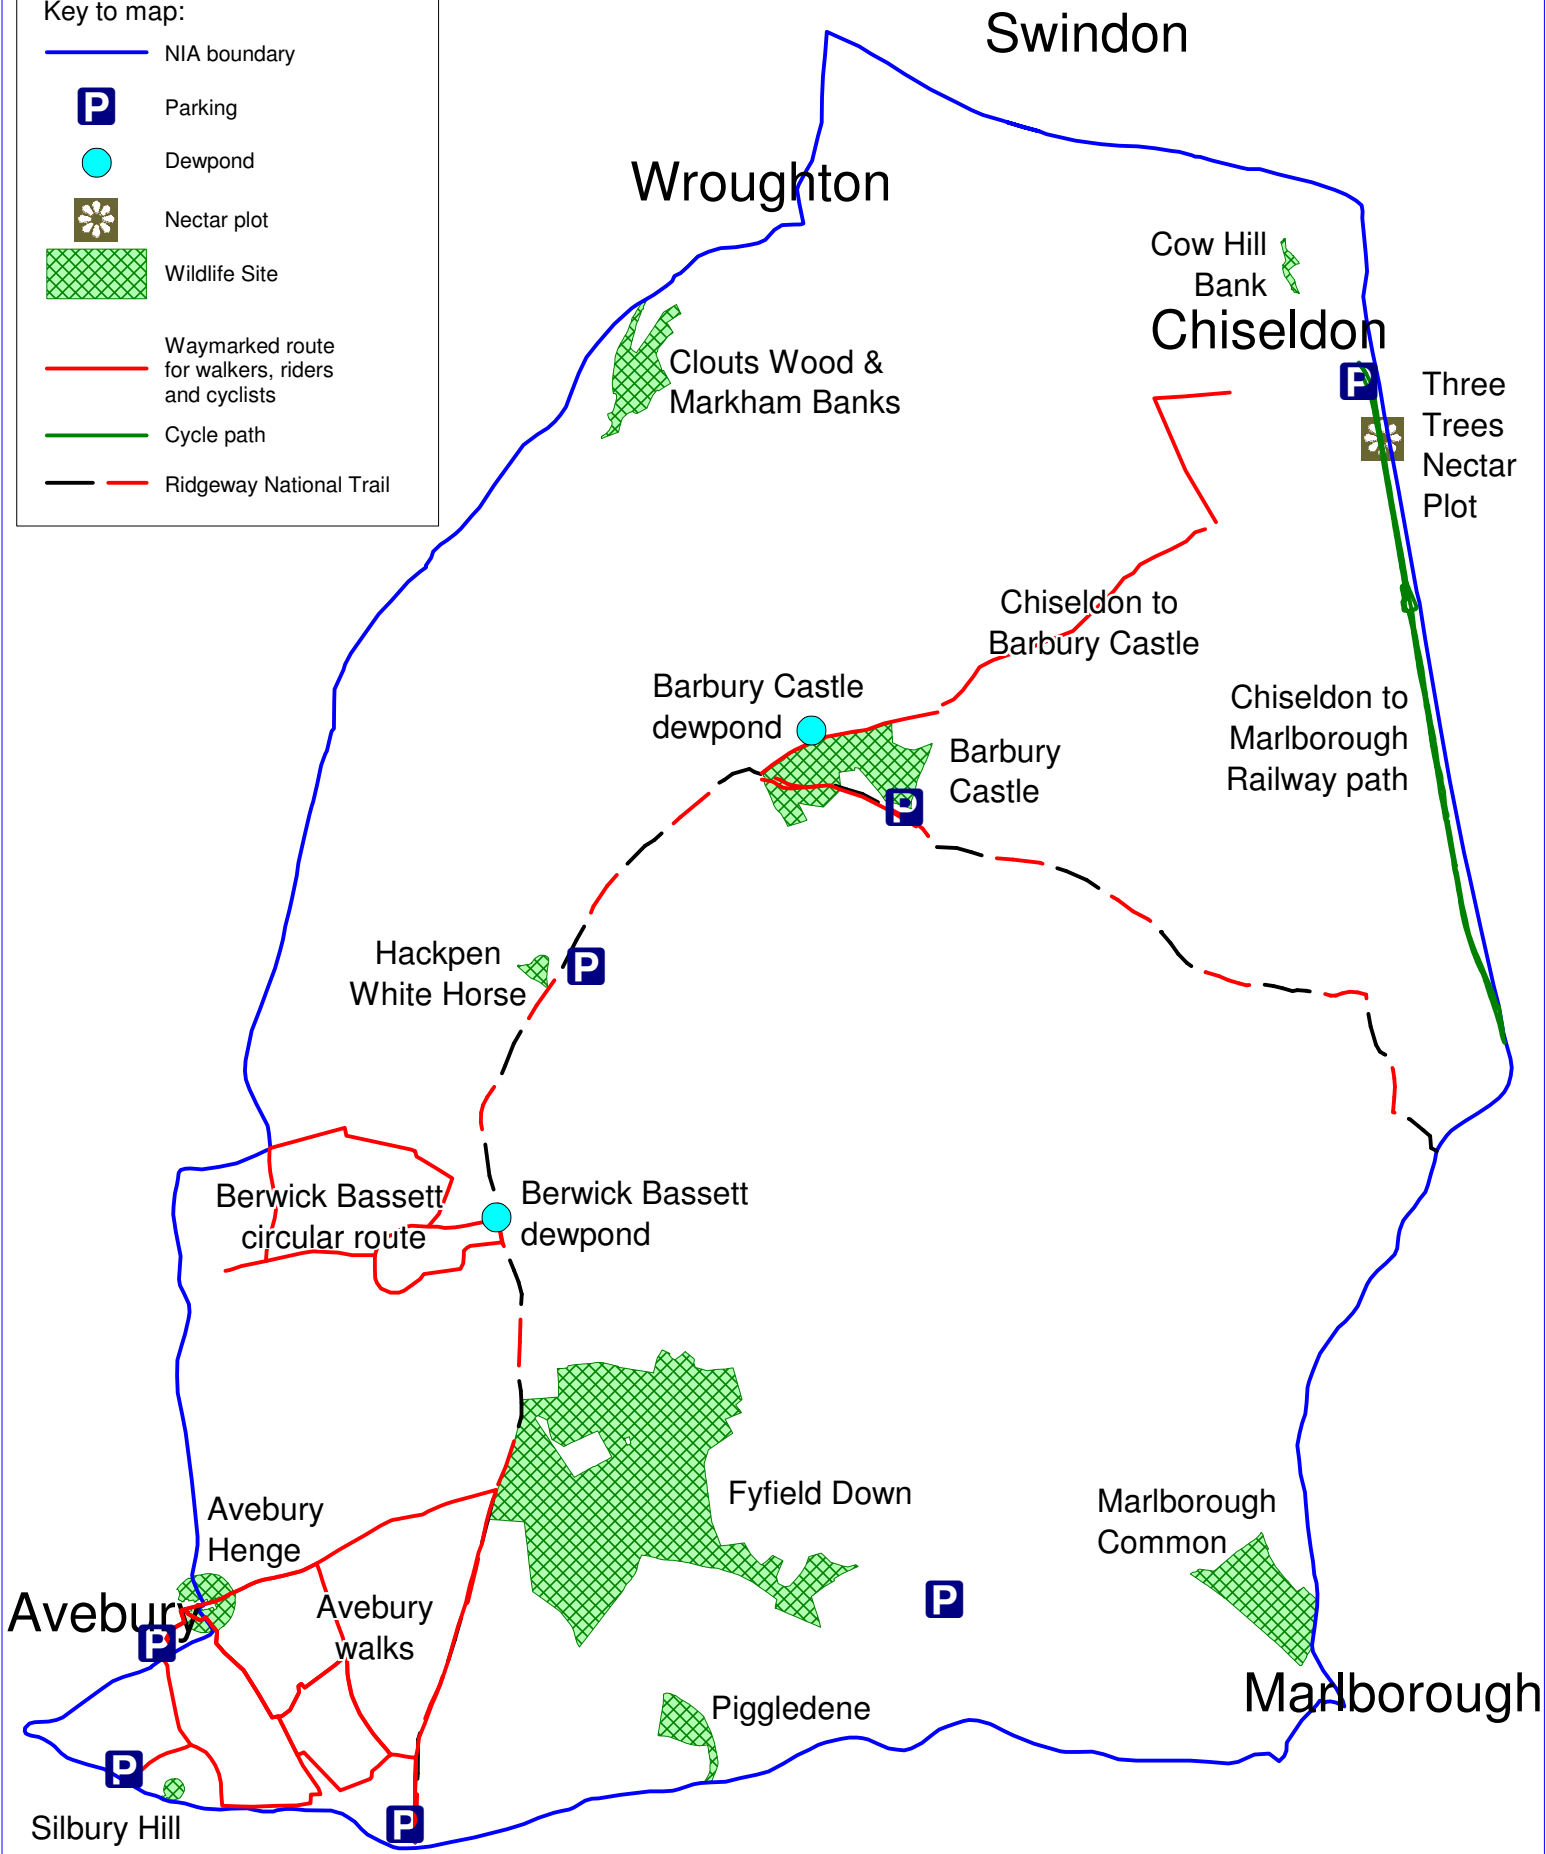 Key to map:
NIA boundary
P
Parking
Dewpond
Nectar plot
Wildlife Site
Waymarked route
for walkers, riders
and cyclists
Cycle path
Ridgeway National Trail
Swindon
Wroughton
Cow Hill
Bank
Chiseldon
P
Three
Trees
Nectar
Plot
Clouts Wood &
Markham Banks
Chiseldon to
Barbury Castle
Barbury Castle
dewpond
Barbury
Castle
P
Chiseldon to
Marlborough
Railway path
Hackpen
White Horse
P
Berwick Bassett
circular route
Berwick Bassett
dewpond
Fyfield Down
Marlborough
Common
Avebury
Henge
Avebury
P
Avebury
walks
P
Marlborough
Piggledene
P
Silbury Hill
P